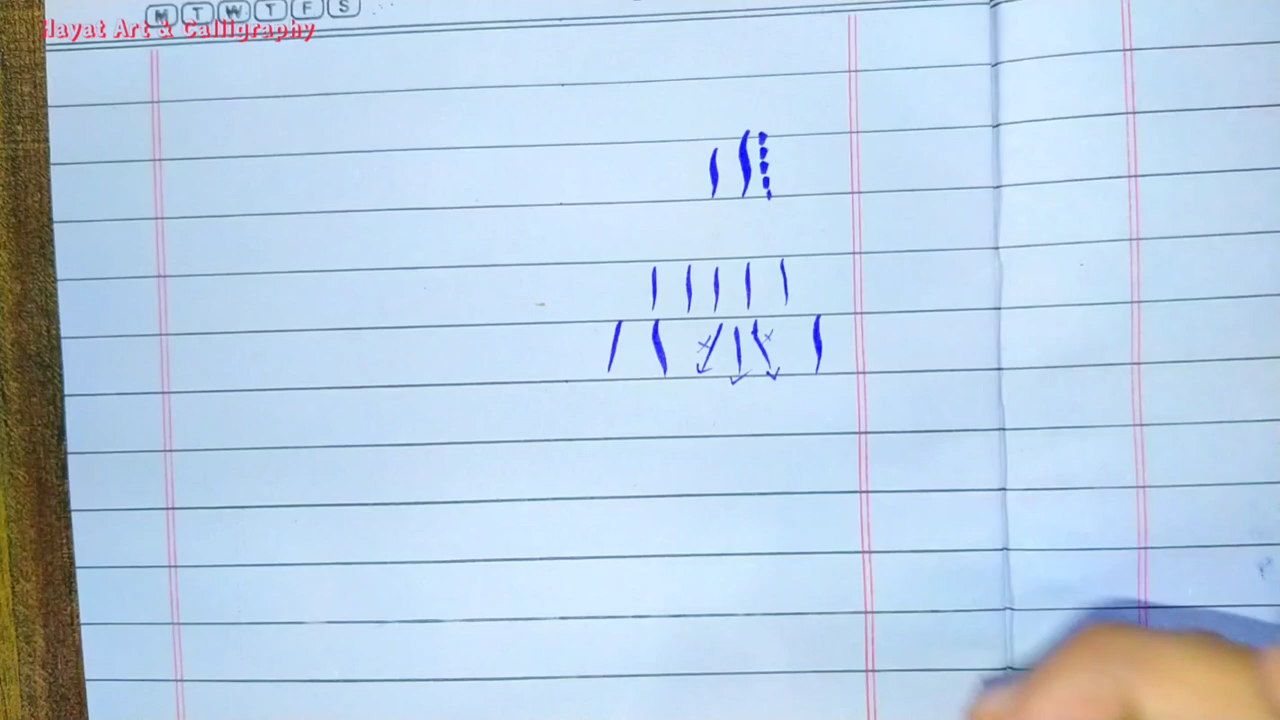 M T W T F S
Hayat Art & Calligraphy
ا ا
ا ا ا ا ا
ا ا ا ا ا ا